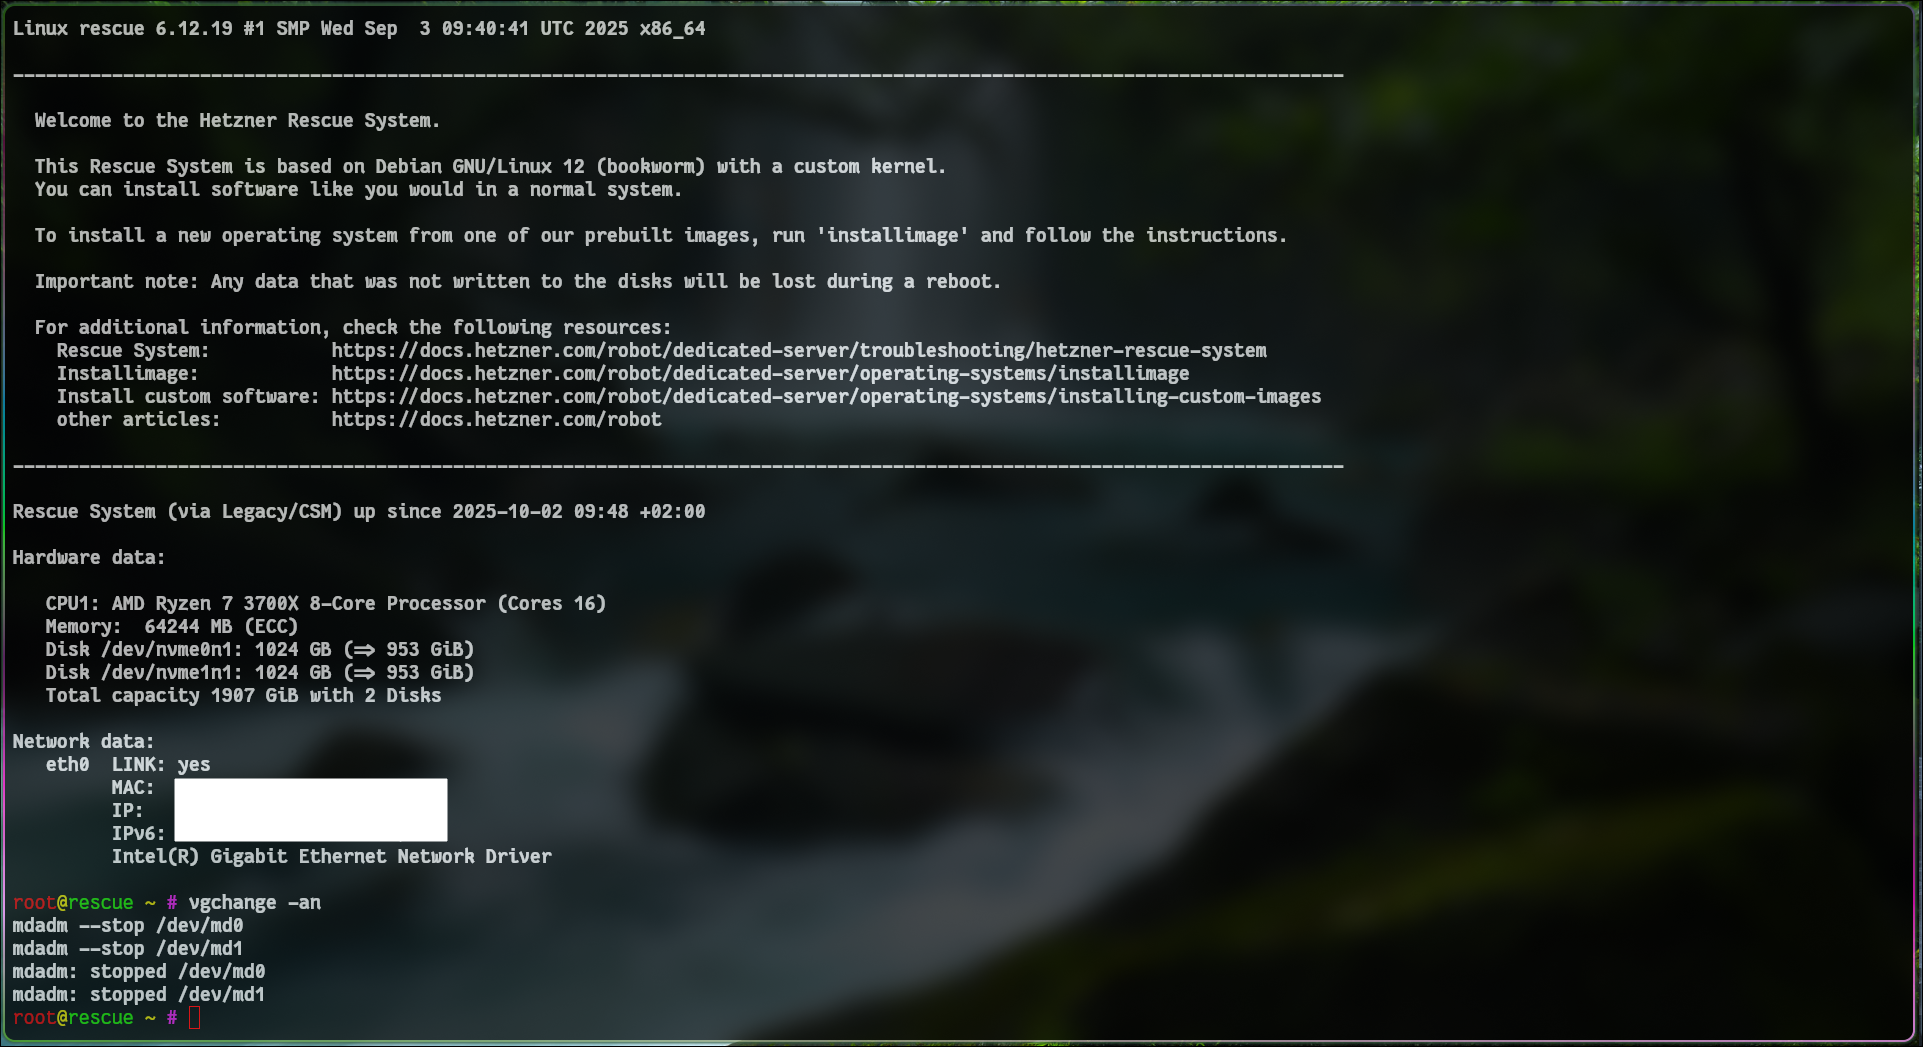 Linux rescue 6.12.19 #1 SMP Wed Sep  3 09:40:41 UTC 2025 x86_64
-------------------------------------------------------------------------------------------------------------------------
Welcome to the Hetzner Rescue System.
This Rescue System is based on Debian GNU/Linux 12 (bookworm) with a custom kernel.
You can install software like you would in a normal system.
To install a new operating system from one of our prebuilt images, run 'installimage' and follow the instructions.
Important note: Any data that was not written to the disks will be lost during a reboot.
For additional information, check the following resources:
Rescue System:           https://docs.hetzner.com/robot/dedicated-server/troubleshooting/hetzner-rescue-system
Installimage:            https://docs.hetzner.com/robot/dedicated-server/operating-systems/installimage
Install custom software: https://docs.hetzner.com/robot/dedicated-server/operating-systems/installing-custom-images
other articles:          https://docs.hetzner.com/robot
-------------------------------------------------------------------------------------------------------------------------
Rescue System (via Legacy/CSM) up since 2025-10-02 09:48 +02:00
Hardware data:
CPU1: AMD Ryzen 7 3700X 8-Core Processor (Cores 16)
Memory:  64244 MB (ECC)
Disk /dev/nvme0n1: 1024 GB (=> 953 GiB)
Disk /dev/nvme1n1: 1024 GB (=> 953 GiB)
Total capacity 1907 GiB with 2 Disks
Network data:
eth0  LINK: yes
MAC:
IP:
IPv6:
Intel(R) Gigabit Ethernet Network Driver
root@rescue ~ # vgchange -an
mdadm --stop /dev/md0
mdadm --stop /dev/md1
mdadm: stopped /dev/md0
mdadm: stopped /dev/md1
root@rescue ~ #